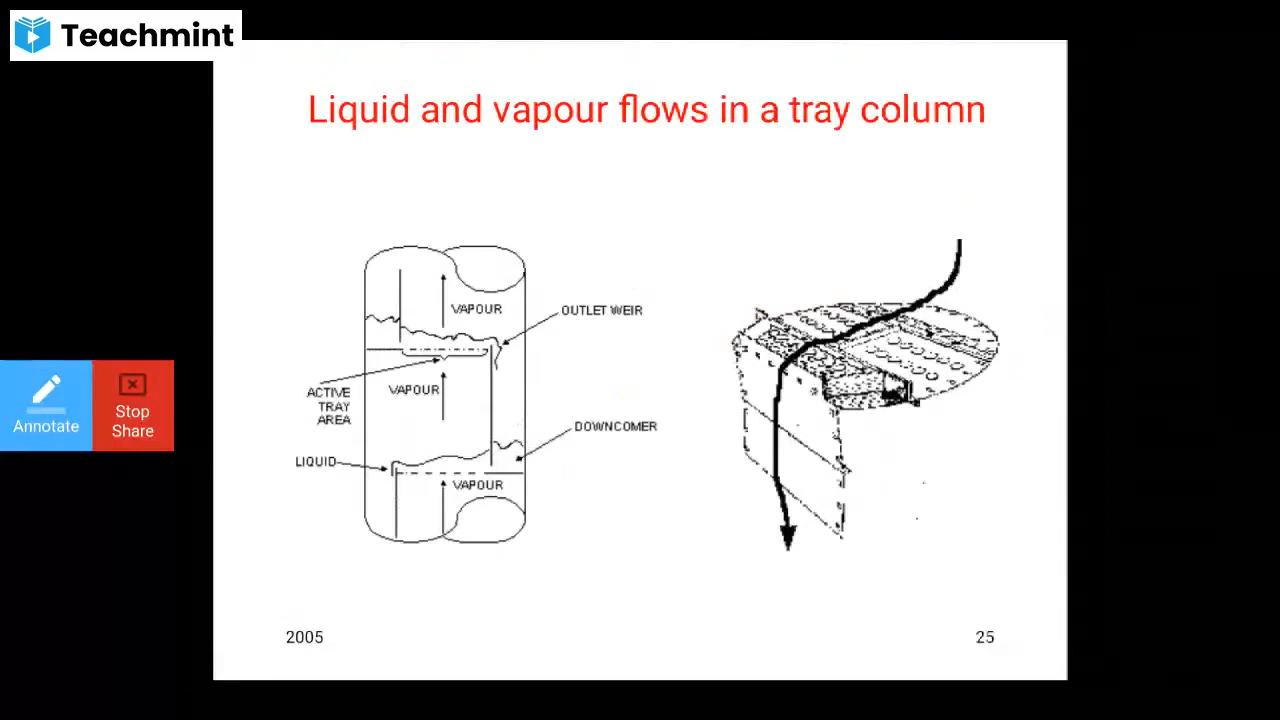 Teachmint
Liquid and vapour flows in a tray column
VAPOUR
OUTLET WEIR
VAPOUR
ACTIVE
TRAY
AREA
DOWNCOMER
LIQUID
VAPOUR
Annotate
Stop
Share
2005
25